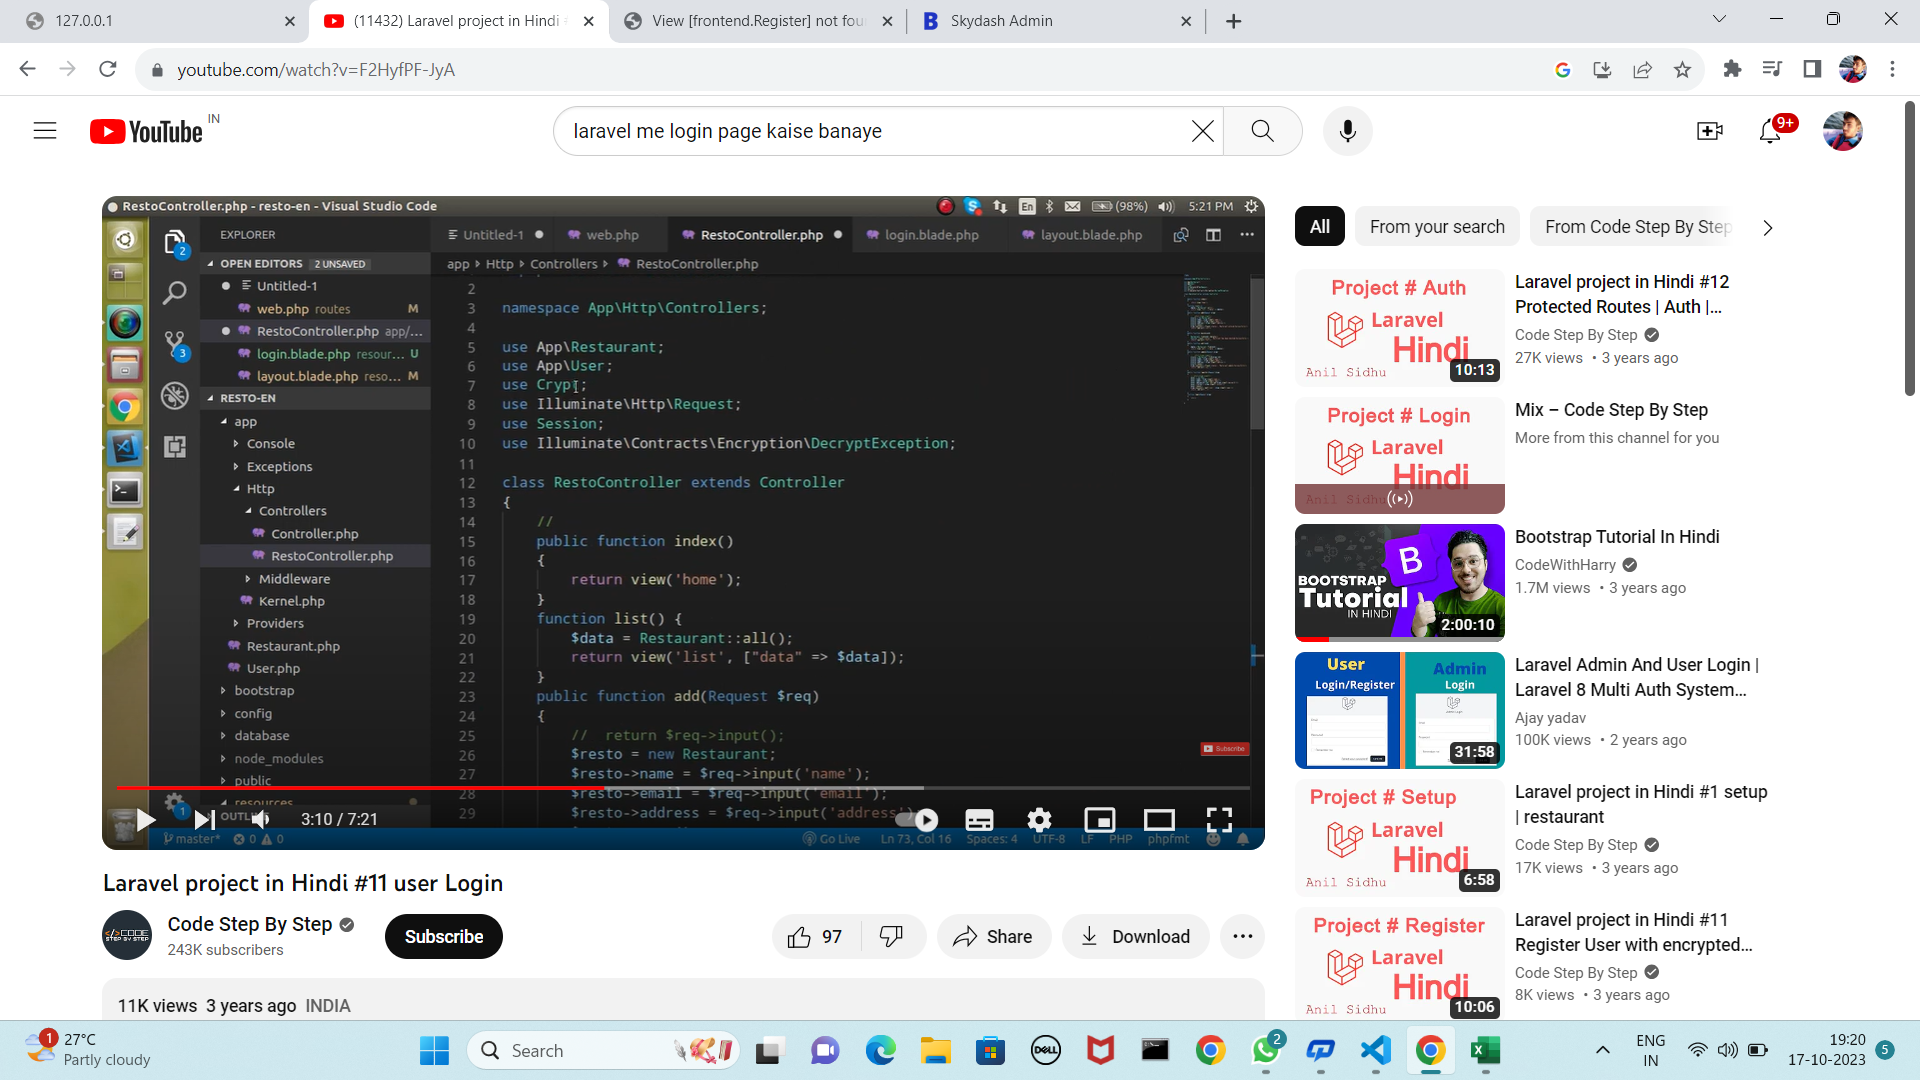 127.0.0.1
(11432) Laravel project in Hindi
View [frontend.Register] not fou
B Skydash Admin
youtube.com/watch?v=F2HyfPF-JyA
YouTube IN
laravel me login page kaise banaye
9+
RestoController.php - resto-en - Visual Studio Code
En (98%) 5:21 PM
EXPLORER
Untitled-1
web.php
RestoController.php
login.blade.php
layout.blade.php
OPEN EDITORS 2 UNSAVED
app Http Controllers RestoController.php
Untitled-1
web.php routes M
RestoController.php app/...
login.blade.php resour... U
layout.blade.php reso... M
RESTO-EN
app
Console
Exceptions
Http
Controllers
Controller.php
RestoController.php
Middleware
Kernel.php
Providers
Restaurant.php
User.php
bootstrap
config
database
node_modules
public
resources
OUTLINE
2
3
1
2
3 namespace App\Http\Controllers;
4
5 use App\Restaurant;
6 use App\User;
7 use Crypt;
8 use Illuminate\Http\Request;
9 use Session;
10 use Illuminate\Contracts\Encryption\DecryptException;
11
12 class RestoController extends Controller
13 {
14 //
15 public function index()
16 {
17 return view('home');
18 }
19 function list() {
20 $data = Restaurant::all();
21 return view('list', ["data" => $data]);
22 }
23 public function add(Request $req)
24 {
25 // return $req->input();
26 $resto = new Restaurant;
27 $resto->name = $req->input('name');
28 $resto->email = $req->input('email');
29 $resto->address = $req->input('address
Subscribe
3:10 / 7:21
master* 0 0
Go Live Ln 73, Col 16 Spaces: 4 UTF-8 LF PHP phpfmt
Laravel project in Hindi #11 user Login
</>CODE
STEP BY STEP
Code Step By Step
243K subscribers
Subscribe
97
Share
Download
11K views 3 years ago INDIA
All
From your search
From Code Step By Step
Project # Auth
Laravel
Hindi
Anil Sidhu
10:13
Laravel project in Hindi #12
Protected Routes | Auth |...
Code Step By Step
27K views • 3 years ago
Project # Login
Laravel
Hindi
Anil Sidhu
Mix – Code Step By Step
More from this channel for you
B
BOOTSTRAP
Tutorial
IN HINDI
2:00:10
Bootstrap Tutorial In Hindi
CodeWithHarry
1.7M views • 3 years ago
User
Login/Register
Admin
Login
31:58
Laravel Admin And User Login |
Laravel 8 Multi Auth System...
Ajay yadav
100K views • 2 years ago
Project # Setup
Laravel
Hindi
Anil Sidhu
6:58
Laravel project in Hindi #1 setup
| restaurant
Code Step By Step
17K views • 3 years ago
Project # Register
Laravel
Hindi
Anil Sidhu
10:06
Laravel project in Hindi #11
Register User with encrypted...
Code Step By Step
8K views • 3 years ago
1
27°C
Partly cloudy
Search
DELL
2
ENG
IN
19:20
17-10-2023
5